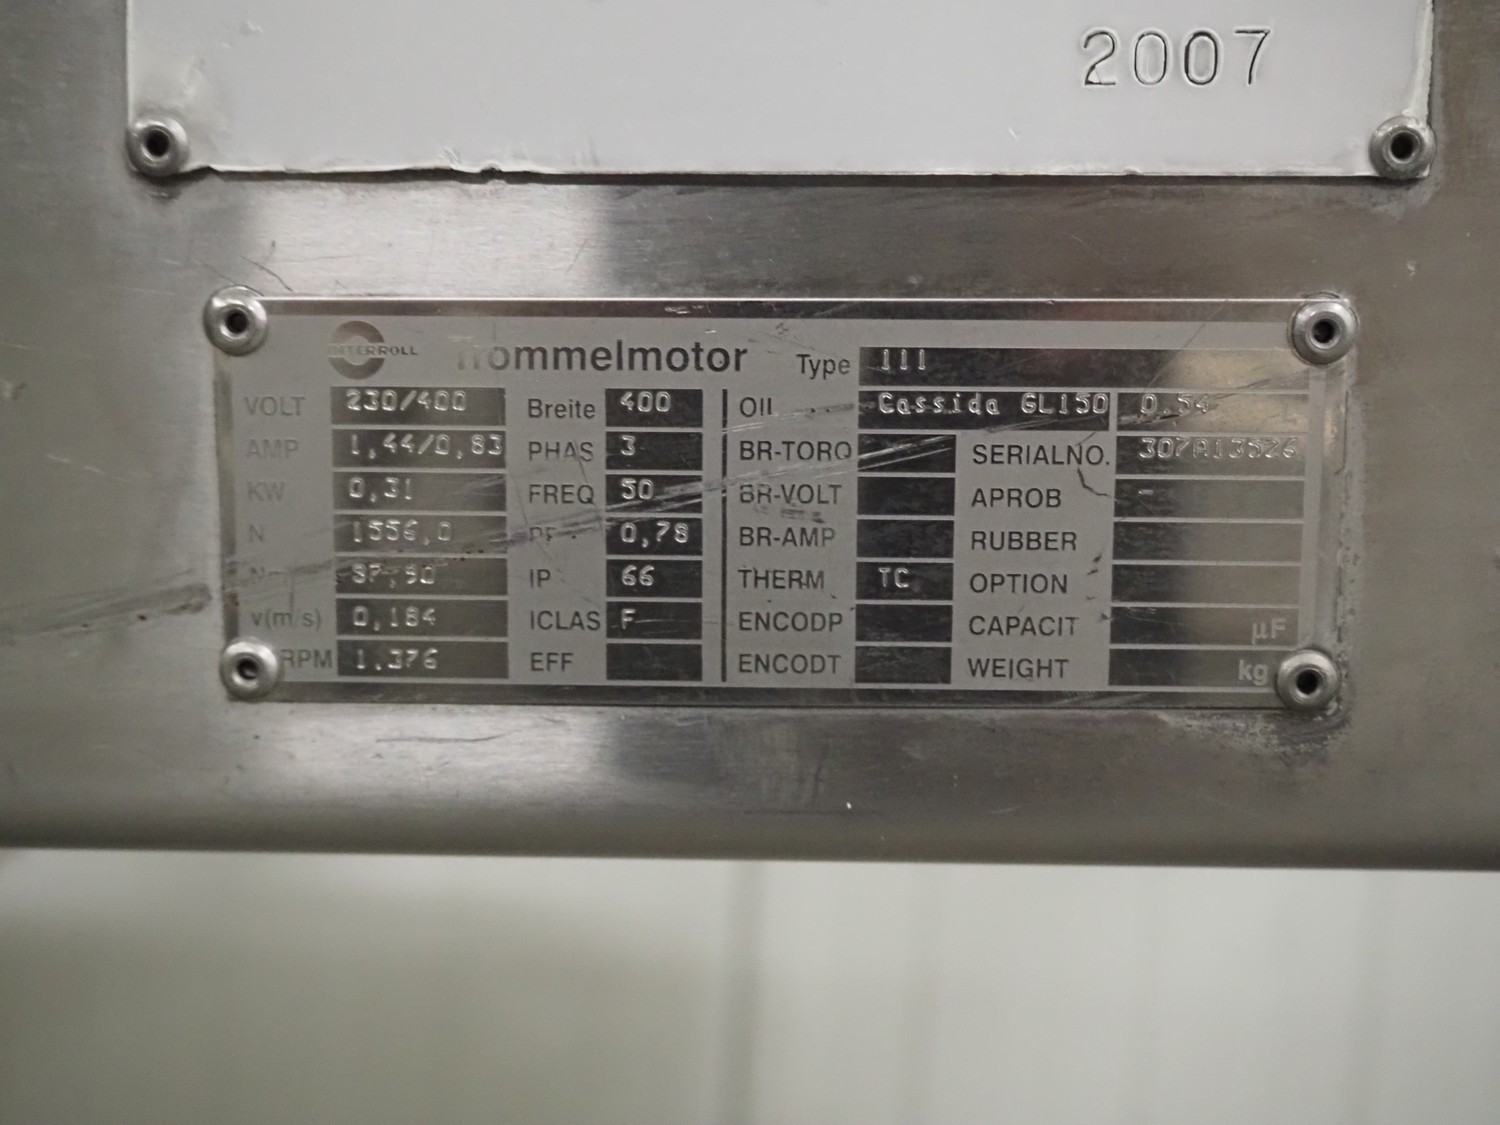 2007
INTERROLL Trommelmotor Type 111
VOLT 230/400 Breite 400 OIL Cassida GL150 0,54
AMP 1,44/0,83 PHAS 3 BR-TORQ SERIALNO. 307A13526
KW 0,31 FREQ 50 BR-VOLT APROB -
N 1556,0 PF 0,78 BR-AMP RUBBER
87,90 IP 66 THERM TC OPTION
v(m/s) 0,184 ICLAS F ENCODP CAPACIT µF
RPM 1.376 EFF ENCODT WEIGHT kg